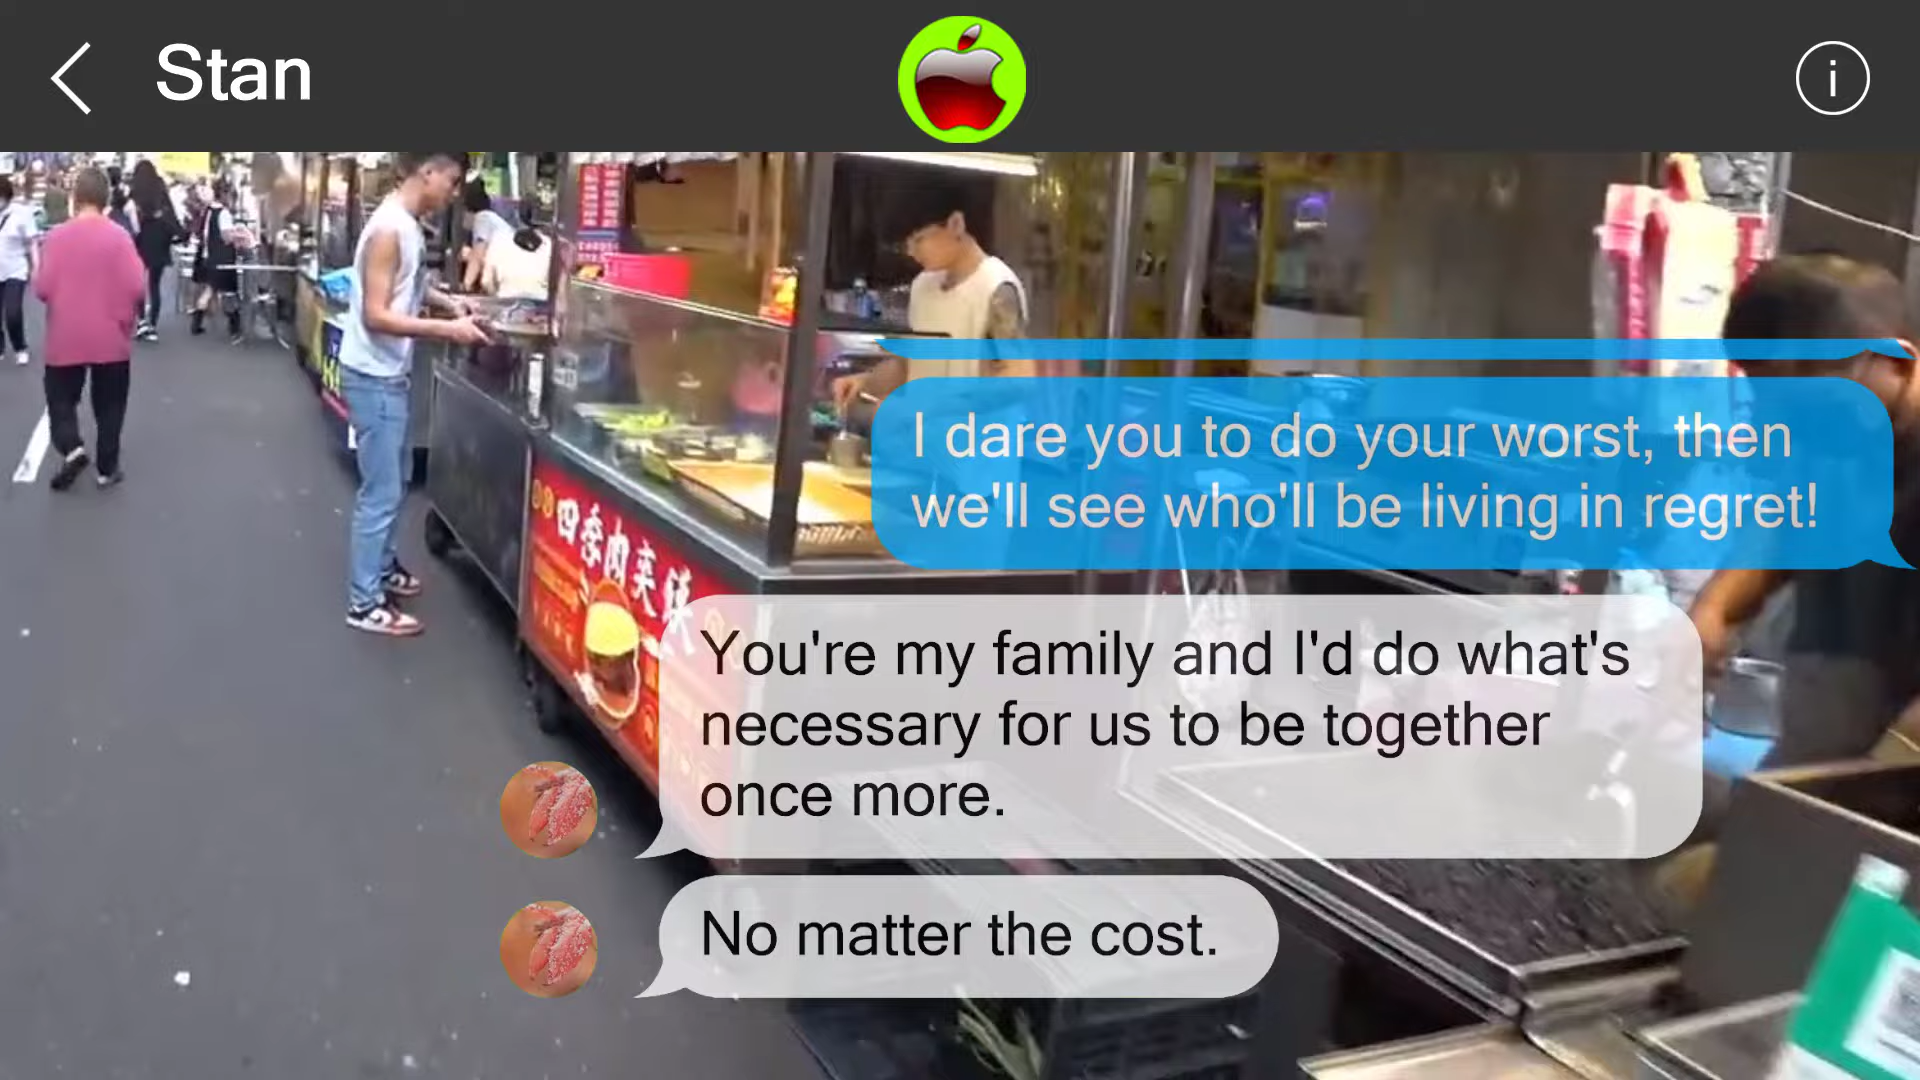 Stan
i
I dare you to do your worst, then
we'll see who'll be living in regret!
四季肉夾饃
You're my family and I'd do what's
necessary for us to be together
once more.
No matter the cost.